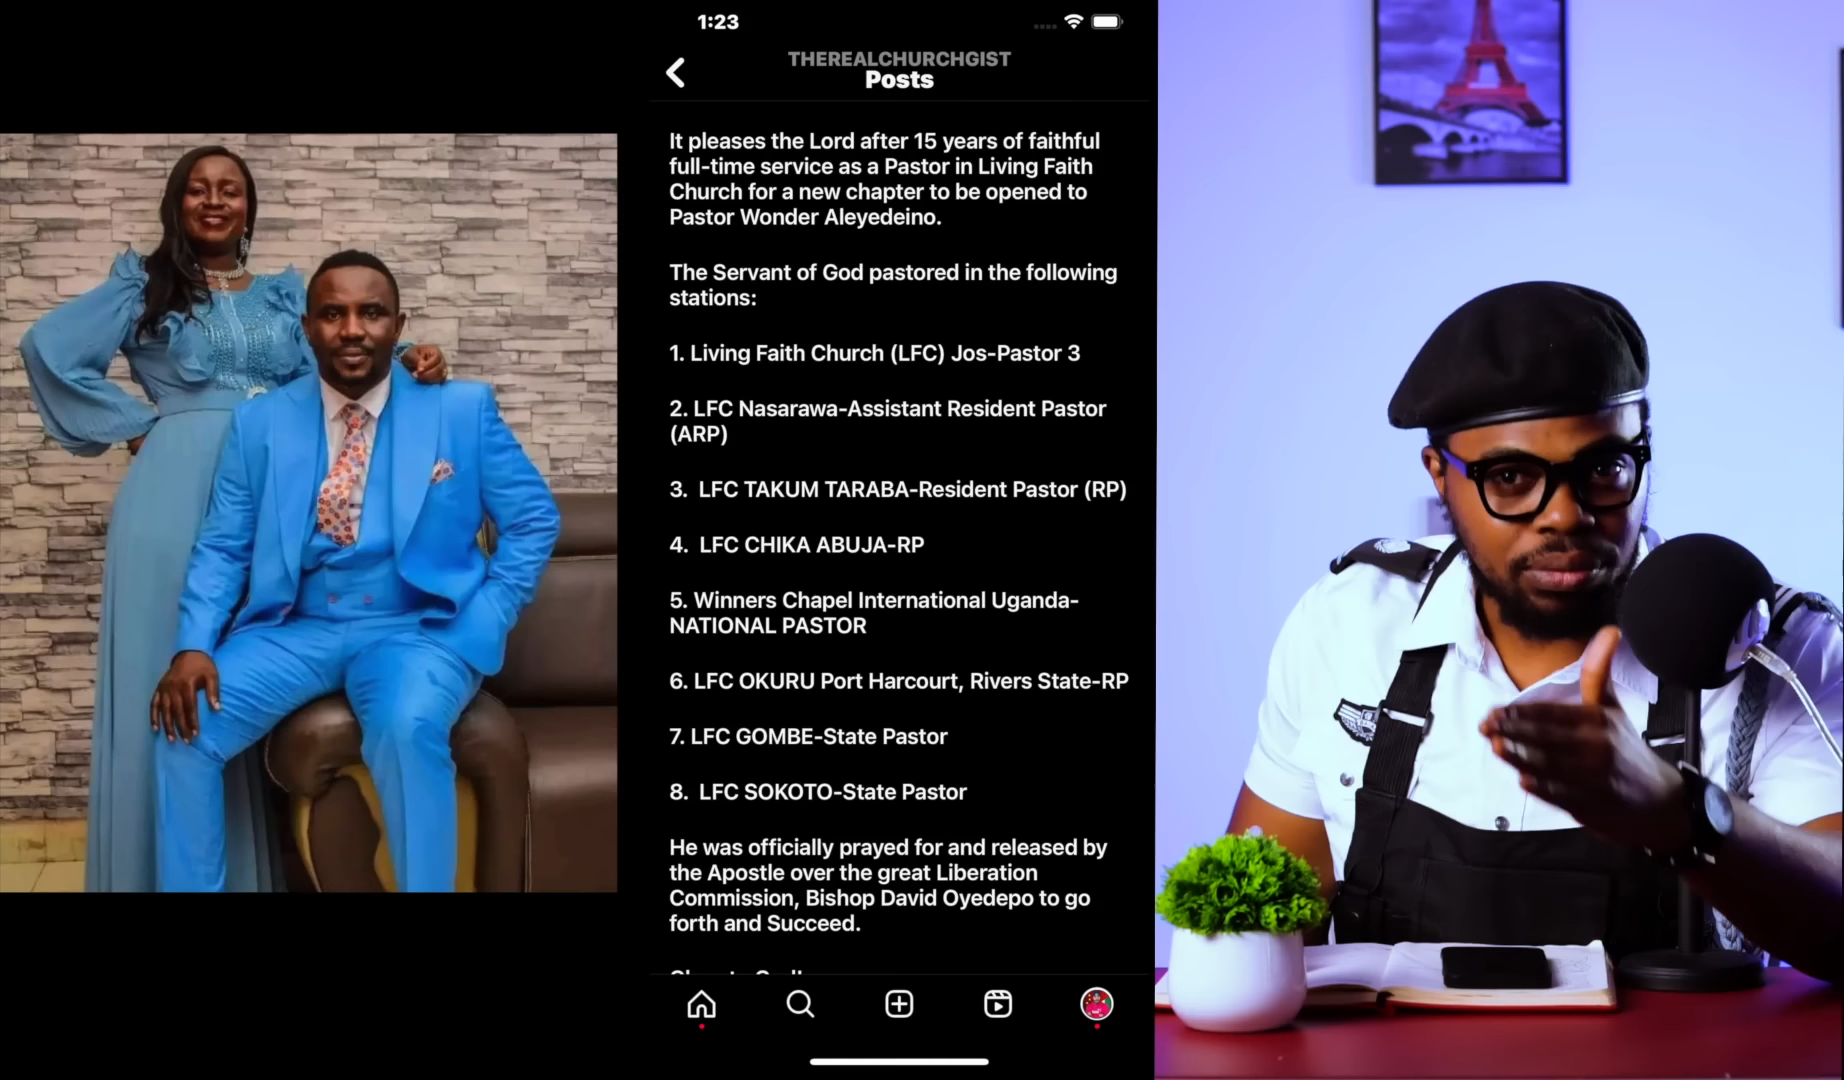 1:23
THEREALCHURCHGIST
Posts
It pleases the Lord after 15 years of faithful
full-time service as a Pastor in Living Faith
Church for a new chapter to be opened to
Pastor Wonder Aleyedeino.
The Servant of God pastored in the following
stations:
1. Living Faith Church (LFC) Jos-Pastor 3
2. LFC Nasarawa-Assistant Resident Pastor
(ARP)
3. LFC TAKUM TARABA-Resident Pastor (RP)
4. LFC CHIKA ABUJA-RP
5. Winners Chapel International Uganda-
NATIONAL PASTOR
6. LFC OKURU Port Harcourt, Rivers State-RP
7. LFC GOMBE-State Pastor
8. LFC SOKOTO-State Pastor
He was officially prayed for and released by
the Apostle over the great Liberation
Commission, Bishop David Oyedepo to go
forth and Succeed.